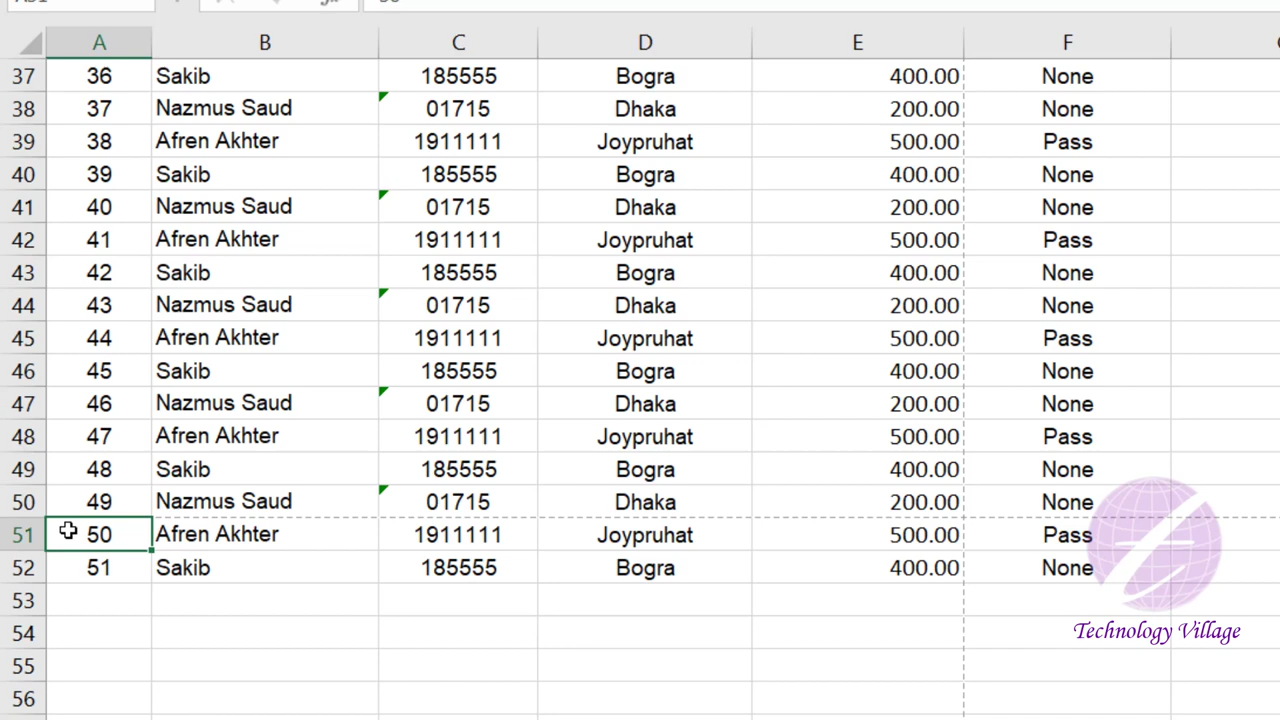 A B C D E F
37 36 Sakib 185555 Bogra 400.00 None
38 37 Nazmus Saud 01715 Dhaka 200.00 None
39 38 Afren Akhter 1911111 Joypruhat 500.00 Pass
40 39 Sakib 185555 Bogra 400.00 None
41 40 Nazmus Saud 01715 Dhaka 200.00 None
42 41 Afren Akhter 1911111 Joypruhat 500.00 Pass
43 42 Sakib 185555 Bogra 400.00 None
44 43 Nazmus Saud 01715 Dhaka 200.00 None
45 44 Afren Akhter 1911111 Joypruhat 500.00 Pass
46 45 Sakib 185555 Bogra 400.00 None
47 46 Nazmus Saud 01715 Dhaka 200.00 None
48 47 Afren Akhter 1911111 Joypruhat 500.00 Pass
49 48 Sakib 185555 Bogra 400.00 None
50 49 Nazmus Saud 01715 Dhaka 200.00 None
51 50 Afren Akhter 1911111 Joypruhat 500.00 Pass
52 51 Sakib 185555 Bogra 400.00 None
53
54
Technology Village
55
56